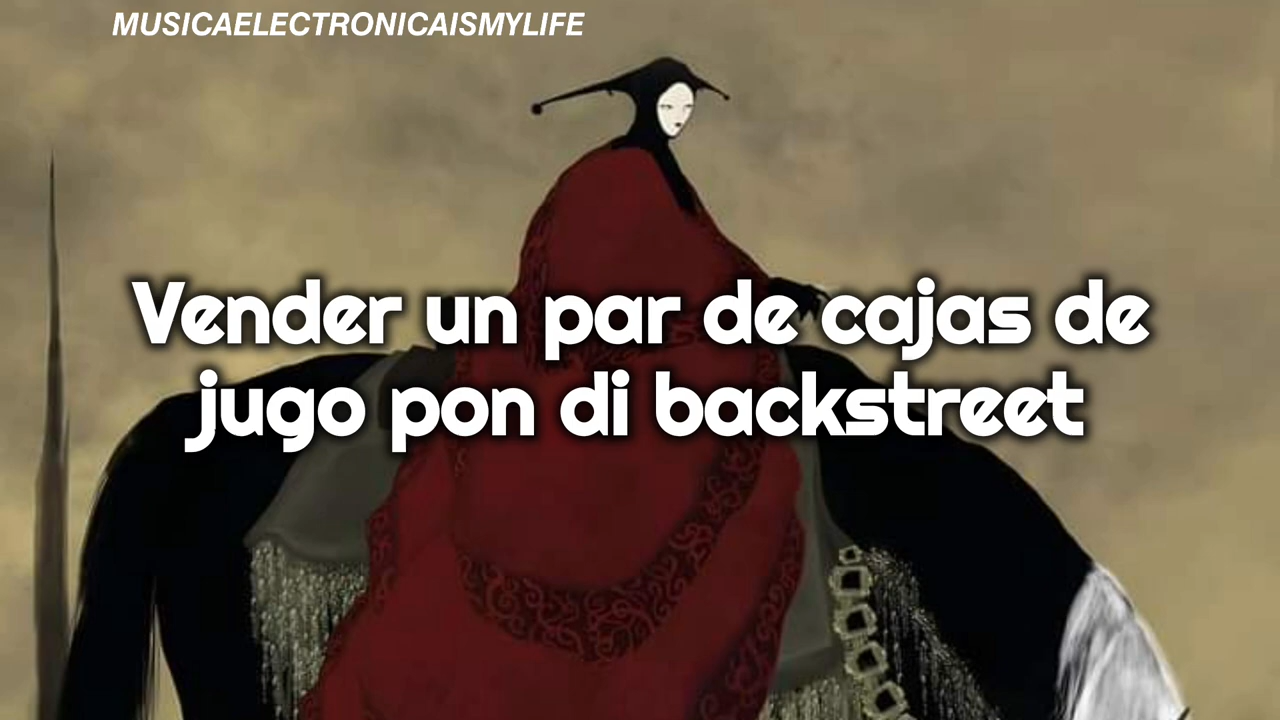 MUSICAELECTRONICAISMYLIFE
Vender un par de cajas de
jugo pon di backstreet